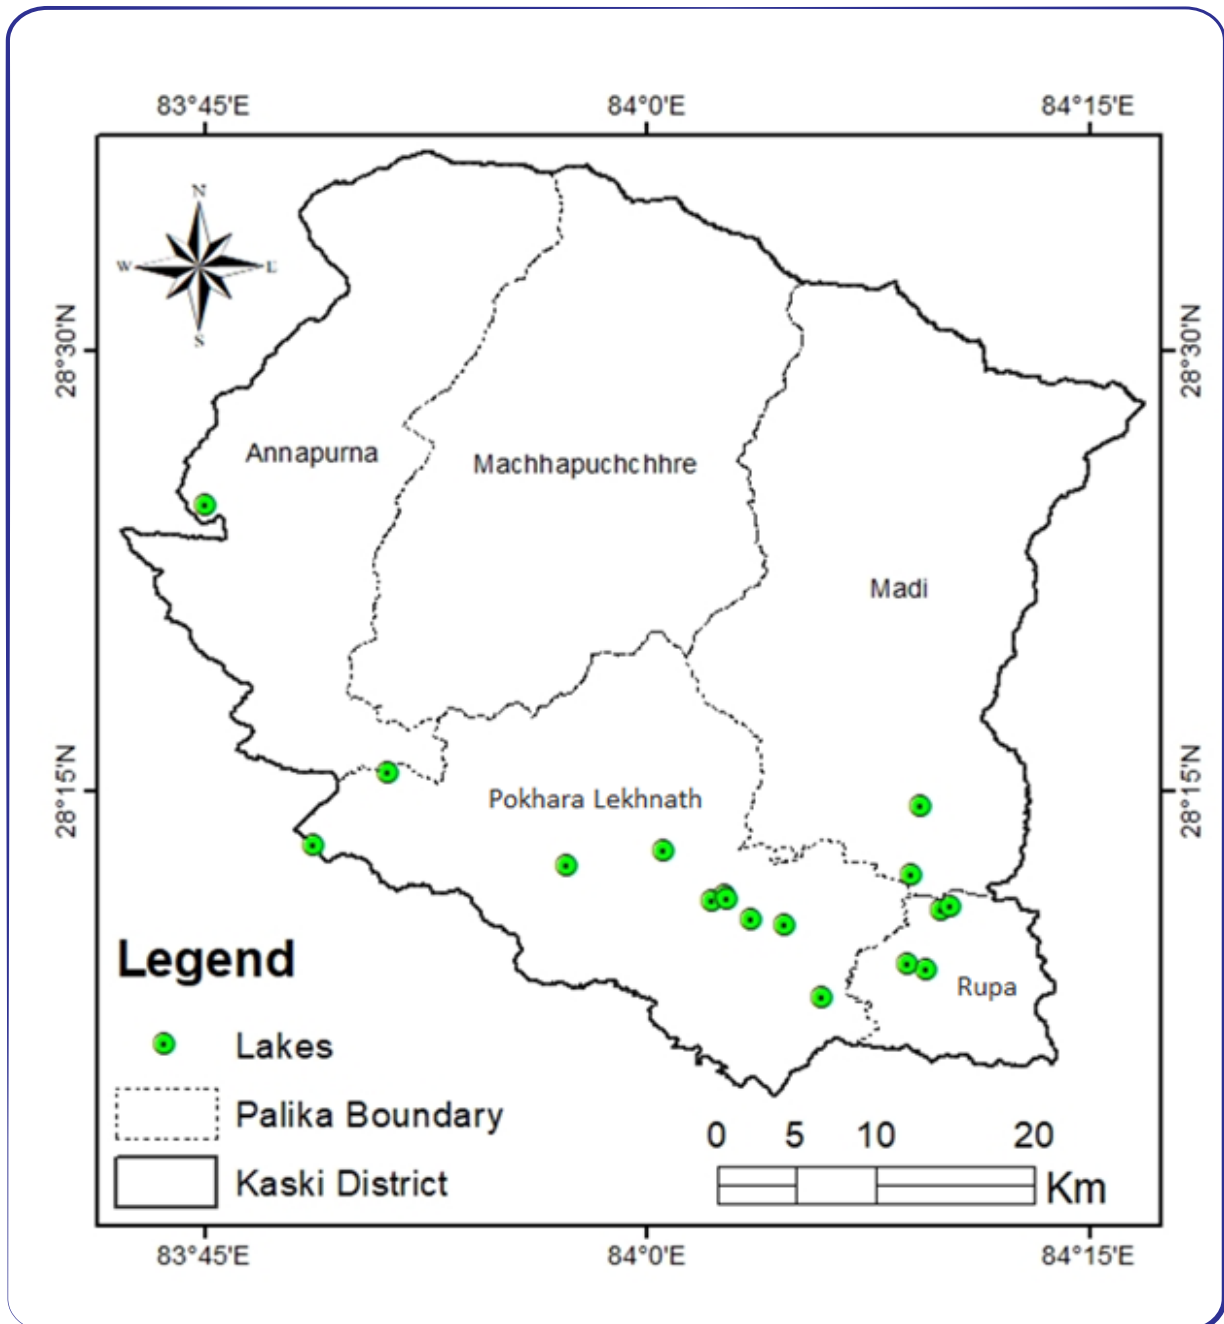 83°45'E 84°0'E 84°15'E
N
W E
S
28°30'N 28°30'N
Annapurna
Machhapuchchhre
Madi
28°15'N 28°15'N
Pokhara Lekhnath
Rupa
Legend
Lakes
Palika Boundary
Kaski District
0 5 10 20
Km
83°45'E 84°0'E 84°15'E